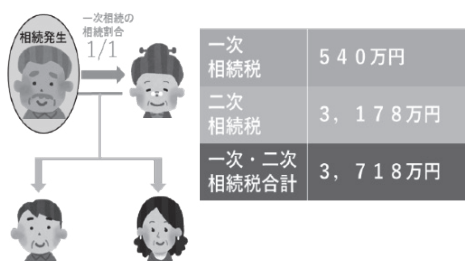 一次相続の
相続割合
1/1
相続発生
一次
相続税
５４０万円
二次
相続税
３，１７８万円
一次・二次
相続税合計
３，７１８万円